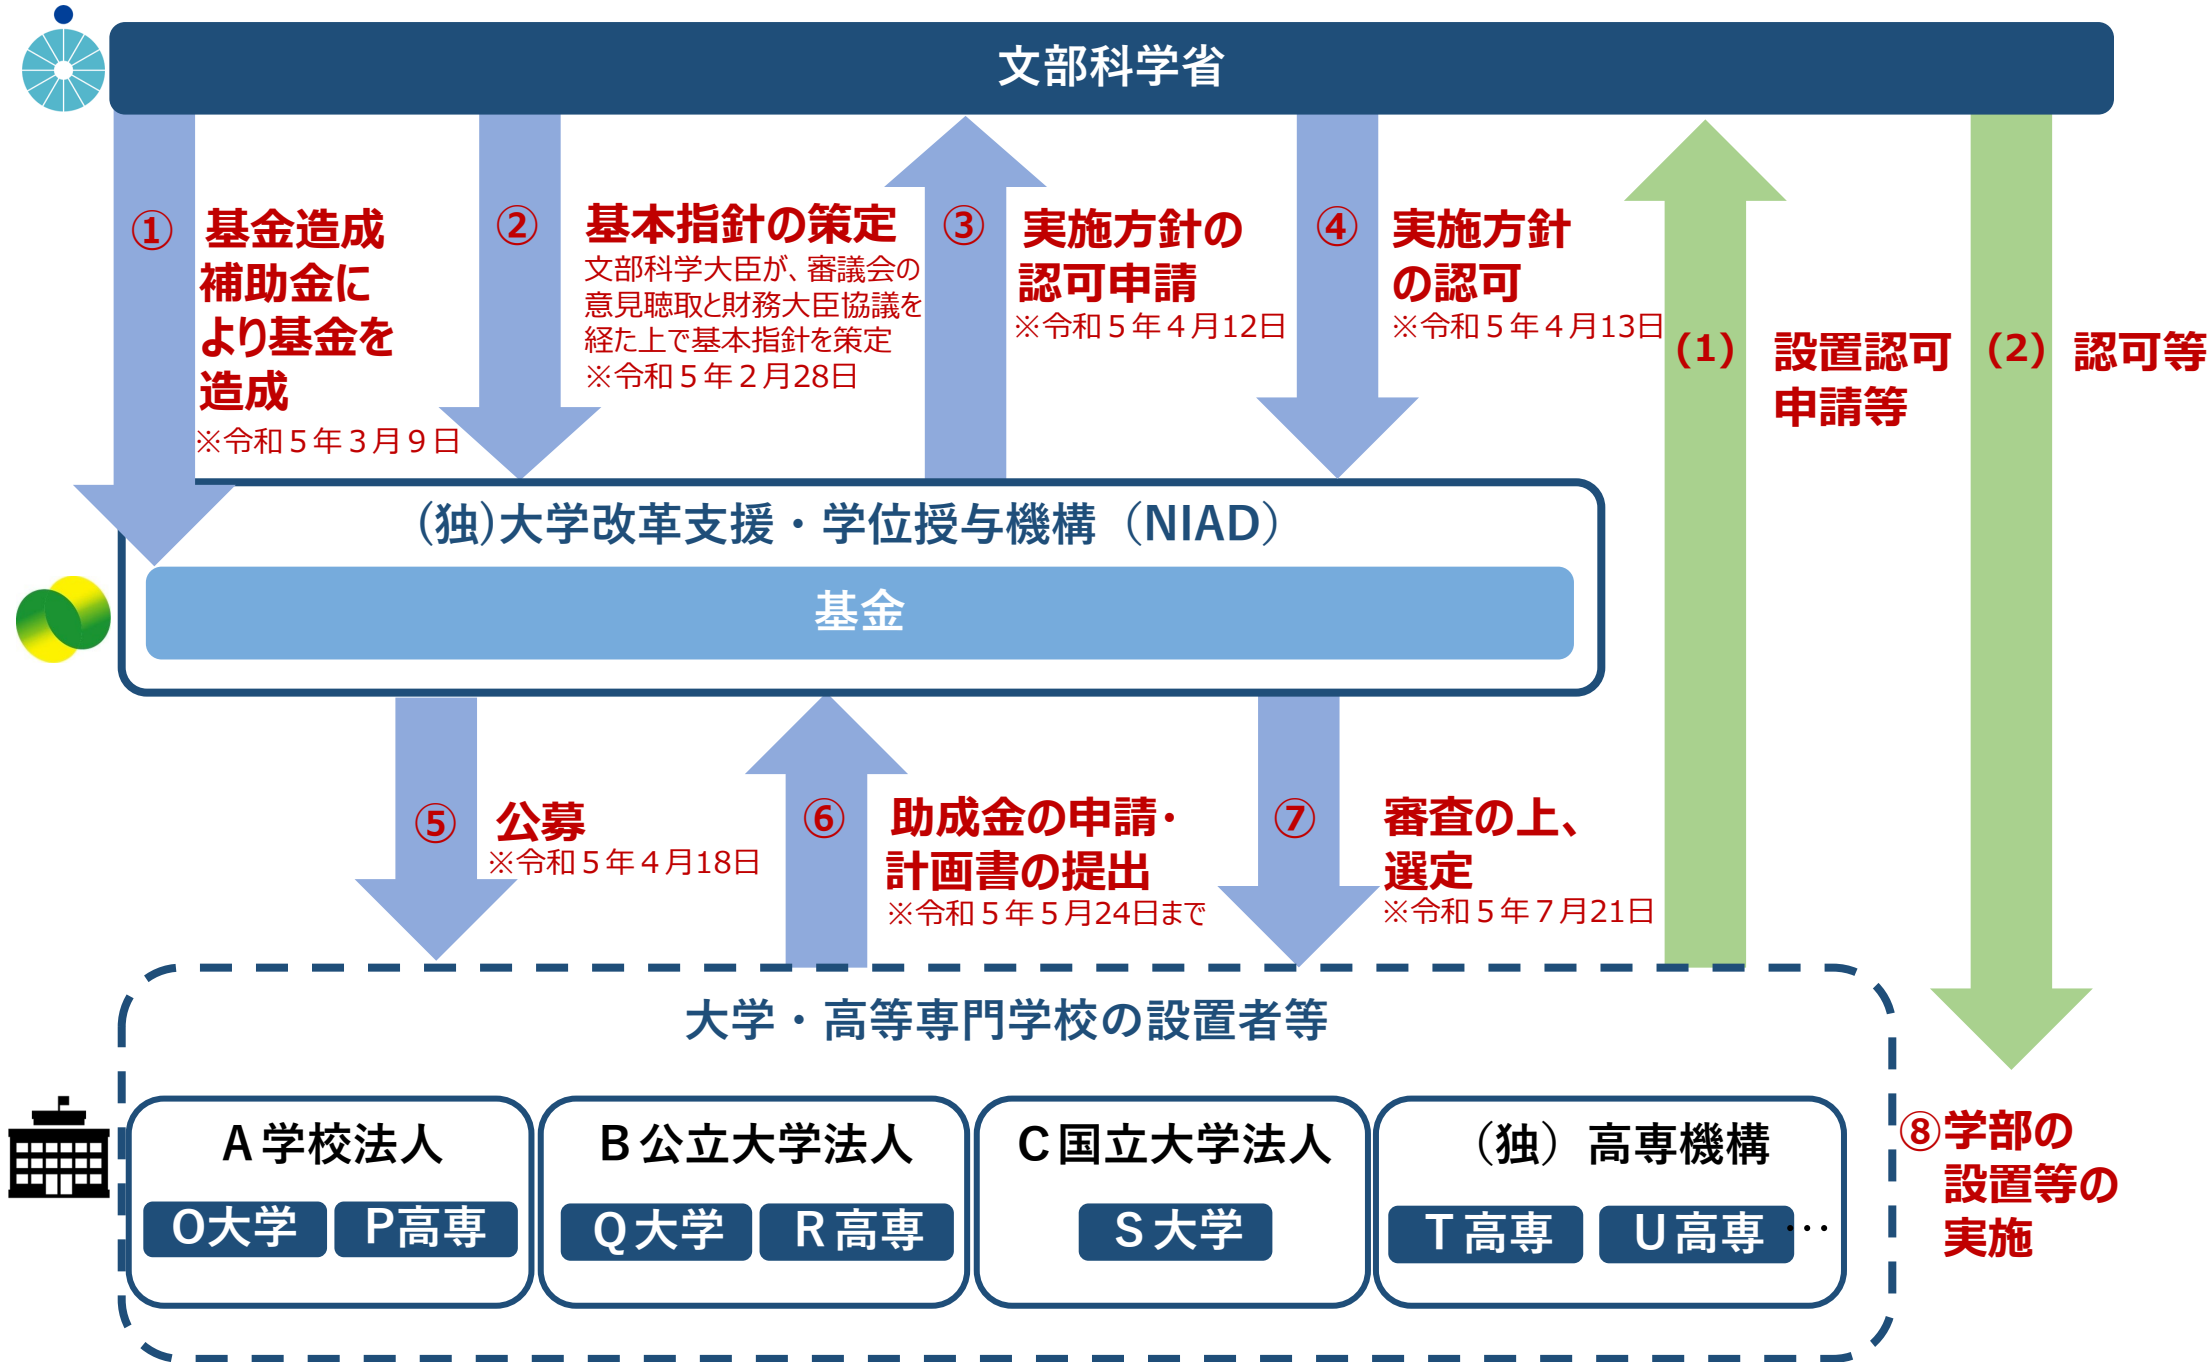 文部科学省
① 基金造成
補助金に
より基金を
造成
※令和５年３月９日
② 基本指針の策定
文部科学大臣が、審議会の
意見聴取と財務大臣協議を
経た上で基本指針を策定
※令和５年２月28日
③ 実施方針の
認可申請
※令和５年４月12日
④ 実施方針
の認可
※令和５年４月13日
(1) 設置認可
申請等
(2) 認可等
(独)大学改革支援・学位授与機構（NIAD）
基金
⑤ 公募
※令和５年４月18日
⑥ 助成金の申請・
計画書の提出
※令和５年５月24日まで
⑦ 審査の上、
選定
※令和５年７月21日
大学・高等専門学校の設置者等
Ａ学校法人
O大学 P高専
Ｂ公立大学法人
Ｑ大学 Ｒ高専
Ｃ国立大学法人
Ｓ大学
（独）高専機構
Ｔ高専 Ｕ高専 …
⑧学部の
設置等の
実施